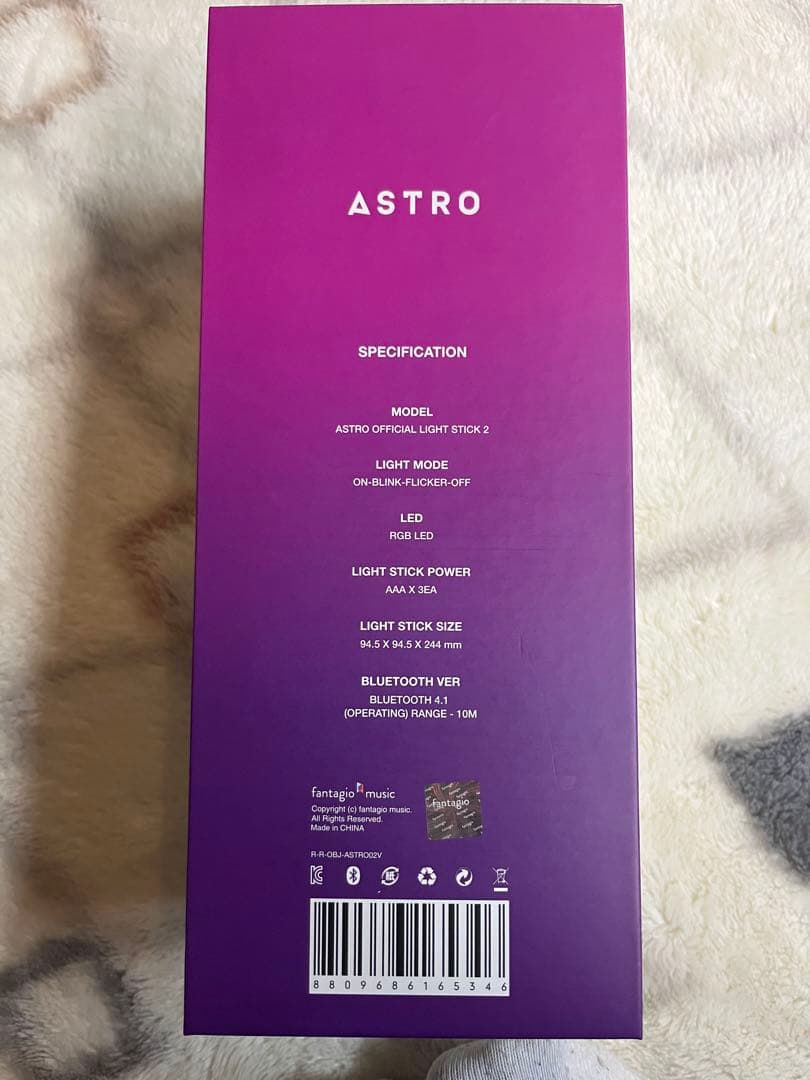 ASTRO
SPECIFICATION
MODEL
ASTRO OFFICIAL LIGHT STICK 2
LIGHT MODE
ON-BLINK-FLICKER-OFF
LED
RGB LED
LIGHT STICK POWER
AAA X 3EA
LIGHT STICK SIZE
94.5 X 94.5 X 244 mm
BLUETOOTH VER
BLUETOOTH 4.1
(OPERATING) RANGE - 10M
fantagio music
Copyright (c) fantagio music.
All Rights Reserved.
Made in CHINA
fantagio
R-R-OBJ-ASTRO02V
8809686165346